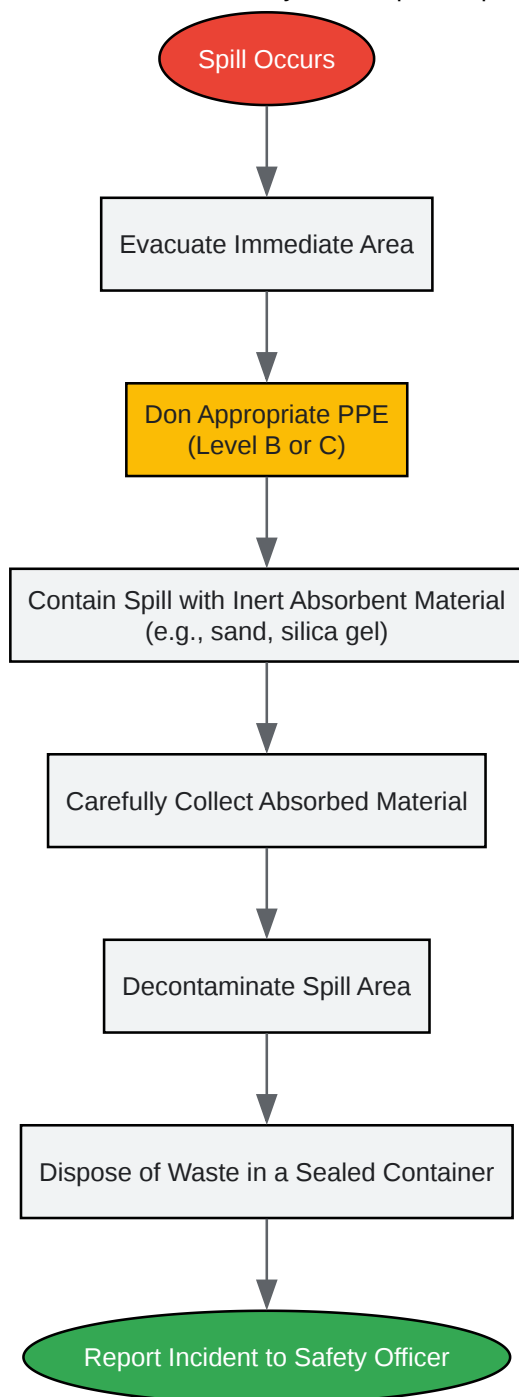 Spill Occurs
Evacuate Immediate Area
Don Appropriate PPE
(Level B or C)
Contain Spill with Inert Absorbent Material
(e.g., sand, silica gel)
Carefully Collect Absorbed Material
Decontaminate Spill Area
Dispose of Waste in a Sealed Container
Report Incident to Safety Officer